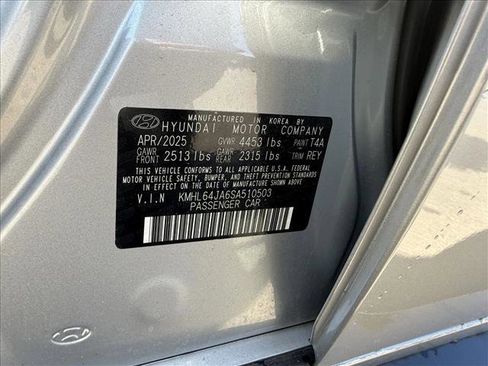 MANUFACTURED IN KOREA BY
HYUNDAI MOTOR COMPANY
APR/2025 GVWR 4453 lbs PAINT T4A
GAWR FRONT 2513 lbs GAWR REAR 2315 lbs TRIM REY
THIS VEHICLE CONFORMS TO ALL APPLICABLE U.S.A. FEDERAL
MOTOR VEHICLE SAFETY, BUMPER, AND THEFT PREVENTION STANDARDS
IN EFFECT ON THE DATE OF MANUFACTURE SHOWN ABOVE.
V.I.N KMHL64JA6SA510503
PASSENGER CAR